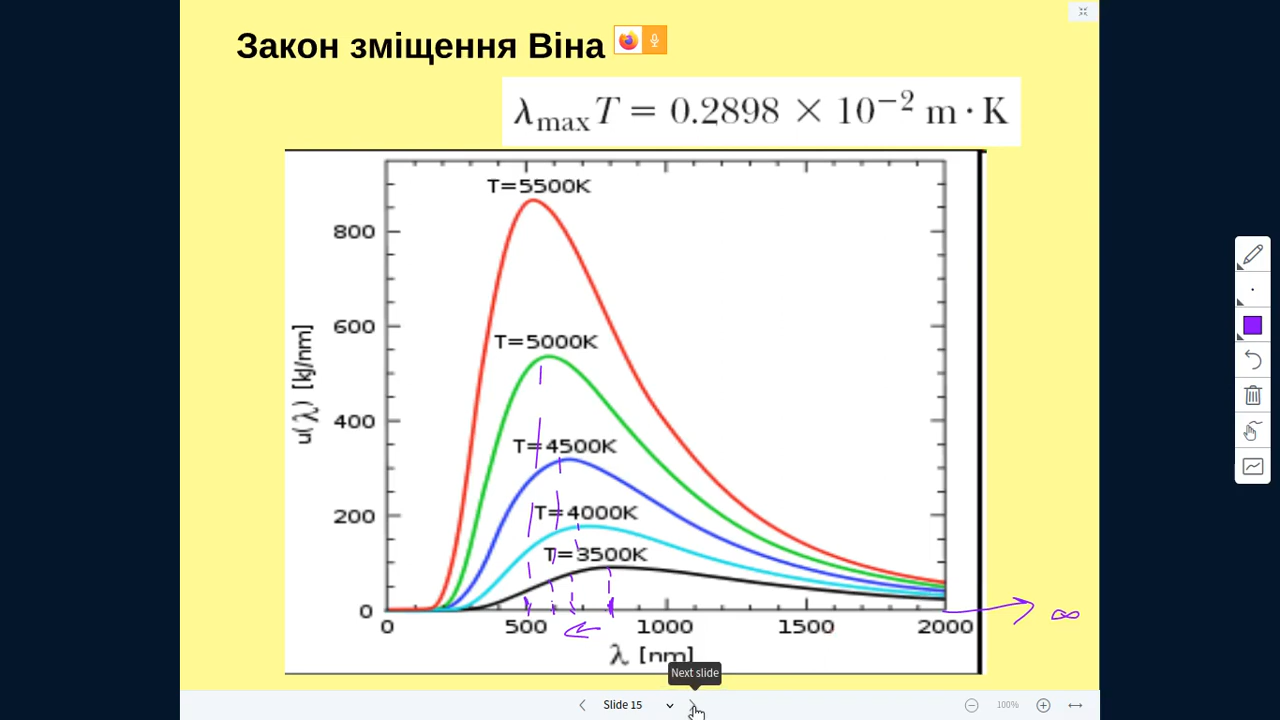 Закон зміщення Віна
λmax T = 0.2898 × 10⁻² m · K
T=5500K
800
T=5000K
600
u(λ) [kJ/nm]
400
T=4500K
T=4000K
200
T=3500K
0
0 500 1000 1500 2000
∞
λ [nm]
Next slide
Slide 15
100%